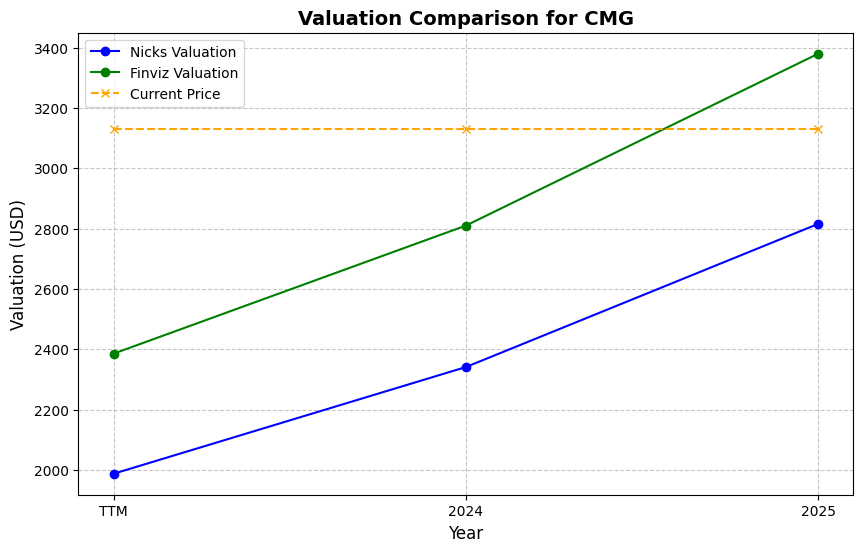 Valuation Comparison for CMG
Nicks Valuation
Finviz Valuation
Current Price
Valuation (USD)
3400
3200
3000
2800
2600
2400
2200
2000
TTM
2024
2025
Year